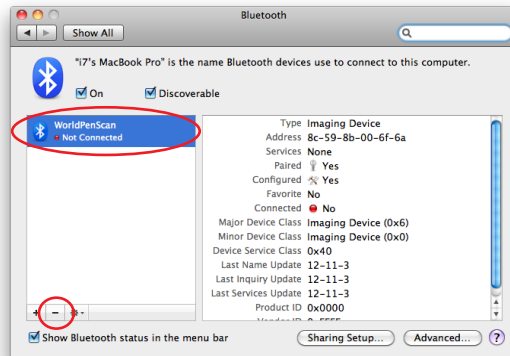 Bluetooth
Show All
"i7's MacBook Pro" is the name Bluetooth devices use to connect to this computer.
On Discoverable
WorldPenScan
Not Connected
Type Imaging Device
Address 8c-59-8b-00-6f-6a
Services None
Paired Yes
Configured Yes
Favorite No
Connected No
Major Device Class Imaging Device (0x6)
Minor Device Class Imaging Device (0x0)
Device Service Class 0x40
Last Name Update 12-11-3
Last Inquiry Update 12-11-3
Last Services Update 12-11-3
Product ID 0x0000
+ -
Show Bluetooth status in the menu bar
Sharing Setup... Advanced... ?